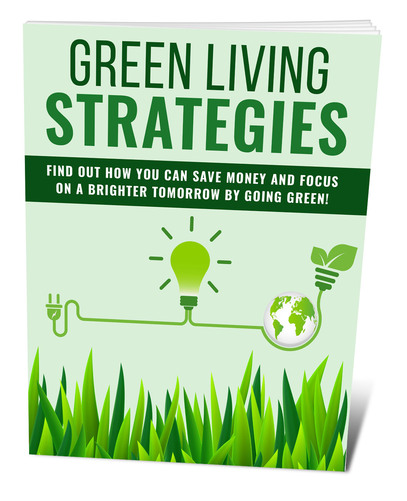 GREEN LIVING
STRATEGIES
FIND OUT HOW YOU CAN SAVE MONEY AND FOCUS
ON A BRIGHTER TOMORROW BY GOING GREEN!